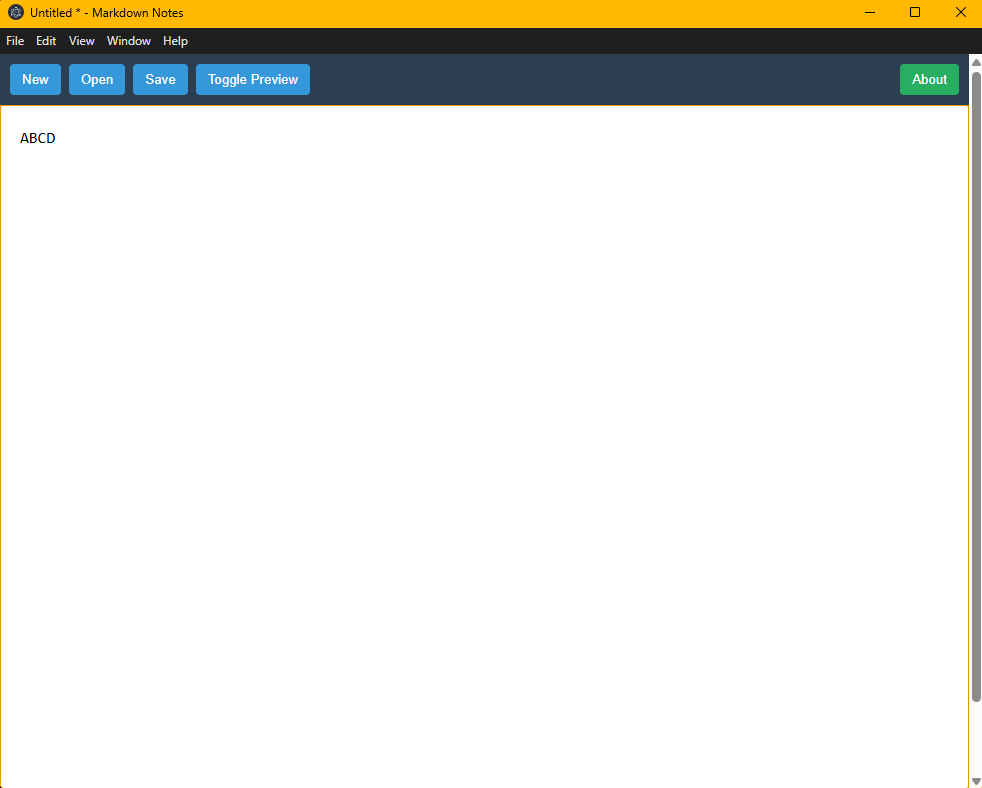 Untitled * - Markdown Notes
File Edit View Window Help
New Open Save Toggle Preview About
ABCD